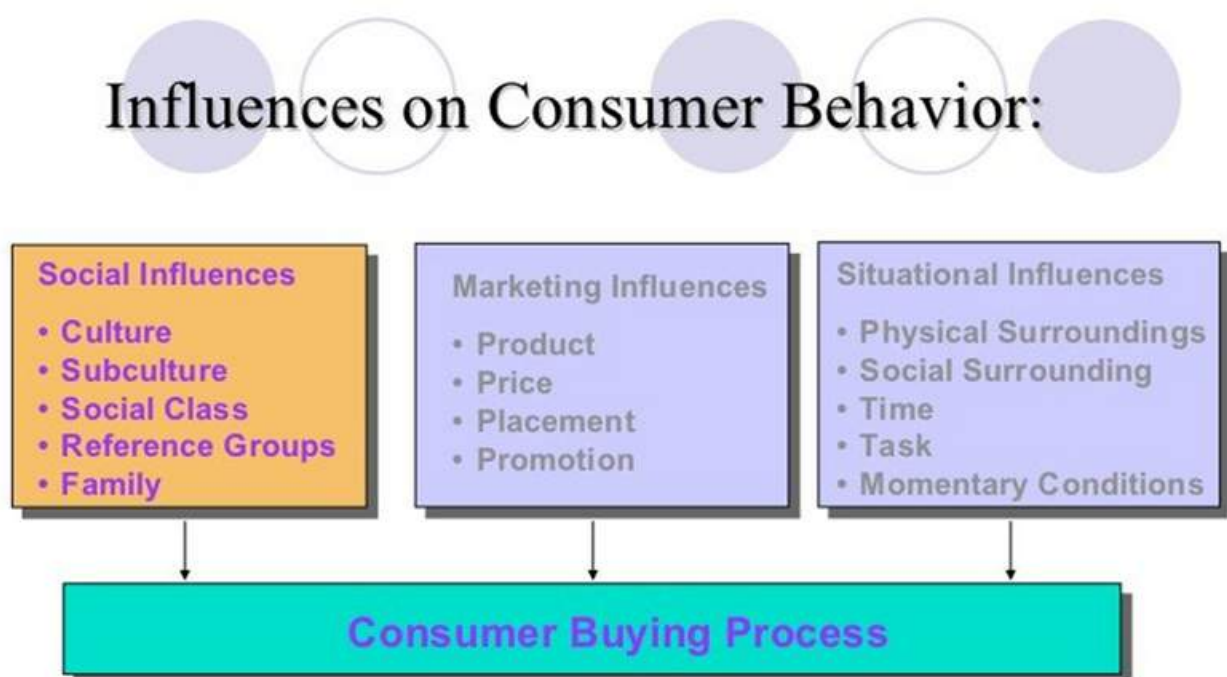 Influences on Consumer Behavior:
Social Influences
• Culture
• Subculture
• Social Class
• Reference Groups
• Family
Marketing Influences
• Product
• Price
• Placement
• Promotion
Situational Influences
• Physical Surroundings
• Social Surrounding
• Time
• Task
• Momentary Conditions
Consumer Buying Process